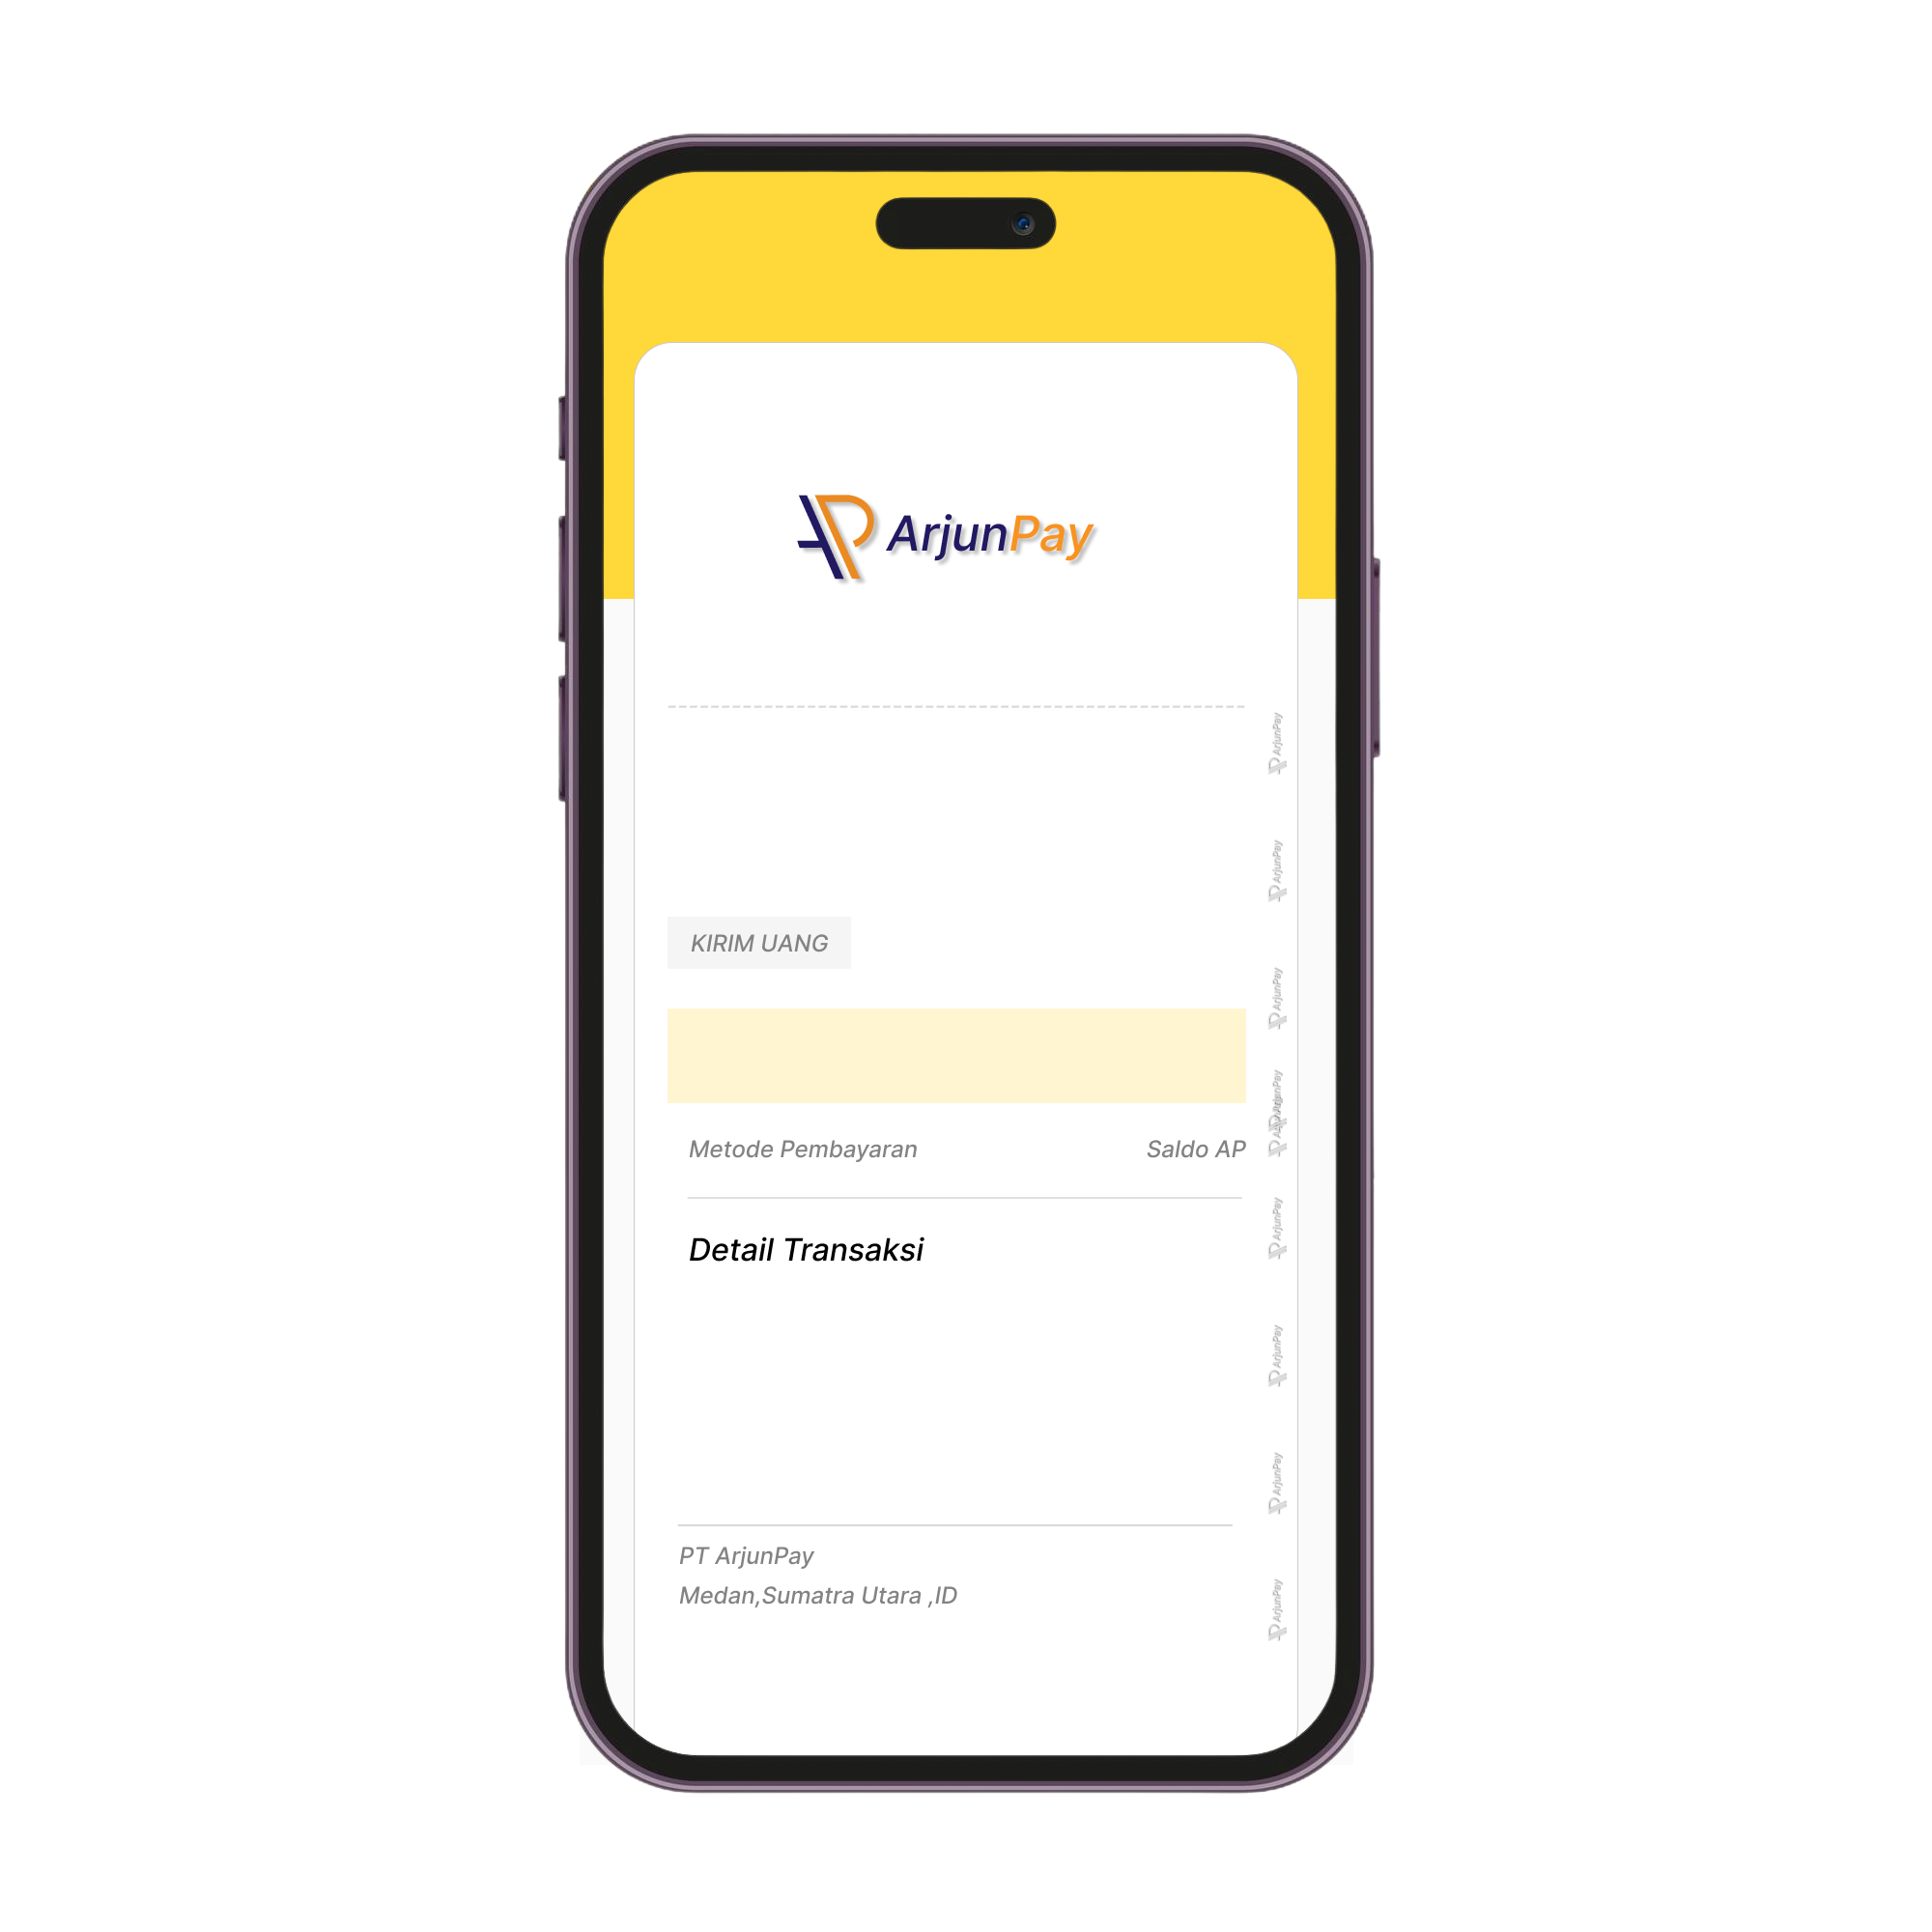 ArjunPay
ArjunPay
ArjunPay
KIRIM UANG
ArjunPay
ArjunPay
Metode Pembayaran Saldo AP
ArjunPay
Detail Transaksi
ArjunPay
ArjunPay
PT ArjunPay
Medan,Sumatra Utara ,ID
ArjunPay